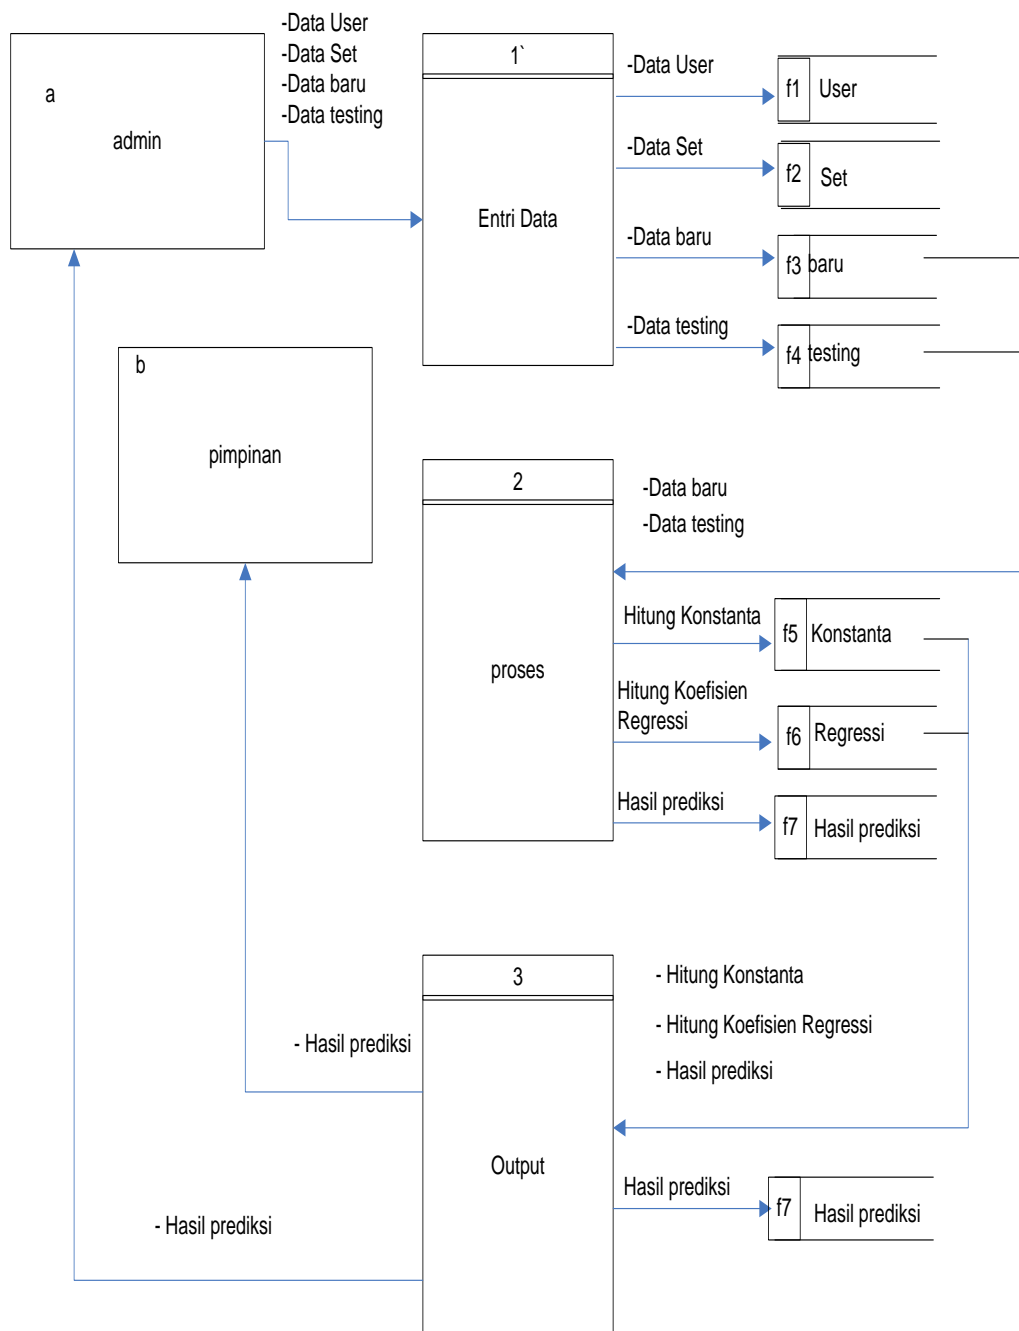 -Data User
-Data Set
-Data baru
-Data testing
a
admin
1`
Entri Data
-Data User
f1 User
-Data Set
f2 Set
-Data baru
f3 baru
-Data testing
f4 testing
b
pimpinan
2
proses
-Data baru
-Data testing
Hitung Konstanta
f5 Konstanta
Hitung Koefisien
Regressi
f6 Regressi
Hasil prediksi
f7 Hasil prediksi
3
Output
- Hitung Konstanta
- Hitung Koefisien Regressi
- Hasil prediksi
- Hasil prediksi
- Hasil prediksi
Hasil prediksi
f7 Hasil prediksi